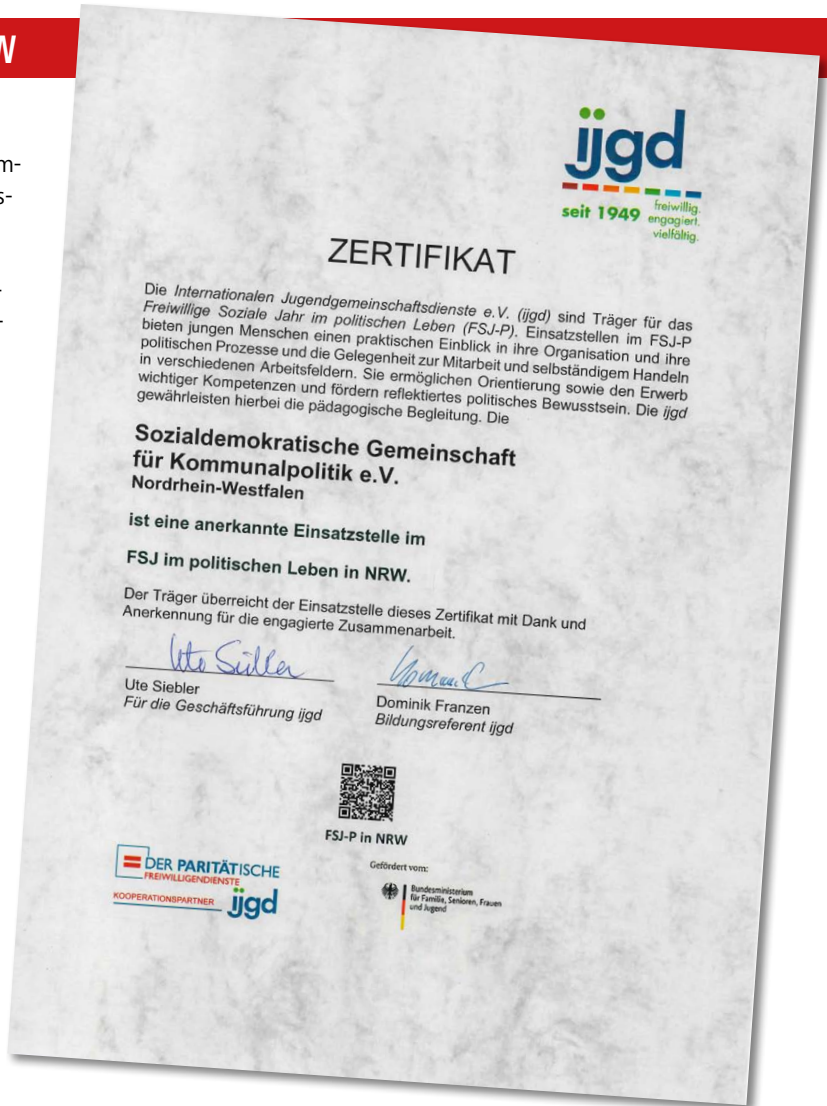 W
m-
s-
-
-
ijgd
seit 1949
freiwillig.
engagiert.
vielfältig.
ZERTIFIKAT
Die Internationalen Jugendgemeinschaftsdienste e.V. (ijgd) sind Träger für das
Freiwillige Soziale Jahr im politischen Leben (FSJ-P). Einsatzstellen im FSJ-P
bieten jungen Menschen einen praktischen Einblick in ihre Organisation und ihre
politischen Prozesse und die Gelegenheit zur Mitarbeit und selbständigem Handeln
in verschiedenen Arbeitsfeldern. Sie ermöglichen Orientierung sowie den Erwerb
wichtiger Kompetenzen und fördern reflektiertes politisches Bewusstsein. Die ijgd
gewährleisten hierbei die pädagogische Begleitung. Die
Sozialdemokratische Gemeinschaft
für Kommunalpolitik e.V.
Nordrhein-Westfalen
ist eine anerkannte Einsatzstelle im
FSJ im politischen Leben in NRW.
Der Träger überreicht der Einsatzstelle dieses Zertifikat mit Dank und
Anerkennung für die engagierte Zusammenarbeit.
Ute Siebler
Für die Geschäftsführung ijgd
Dominik Franzen
Bildungsreferent ijgd
FSJ-P in NRW
DER PARITÄTISCHE
FREIWILLIGENDIENSTE
KOOPERATIONSPARTNER ijgd
Gefördert vom:
Bundesministerium
für Familie, Senioren, Frauen
und Jugend